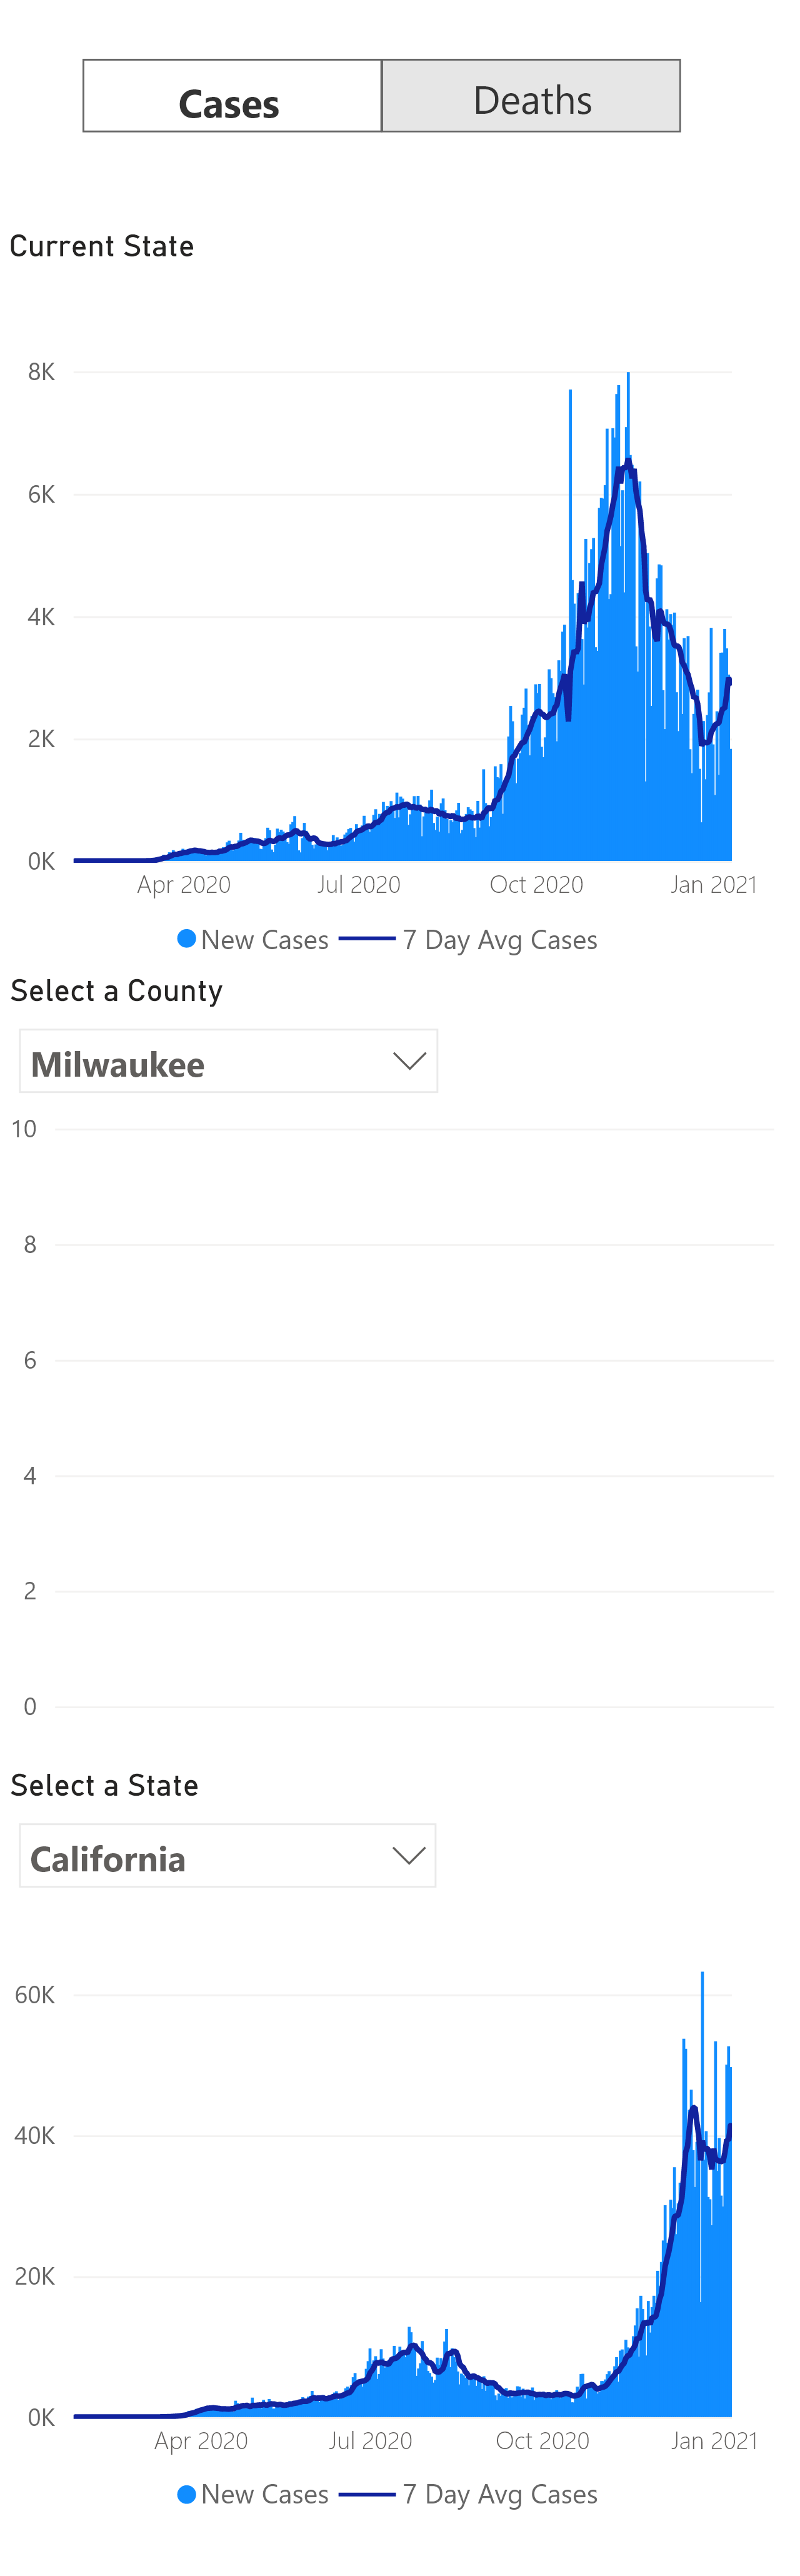 Cases Deaths
Current State
8K
6K
4K
2K
0K
Apr 2020 Jul 2020 Oct 2020 Jan 2021
New Cases 7 Day Avg Cases
Select a County
Milwaukee
10
8
6
4
2
0
Select a State
California
60K
40K
20K
0K
Apr 2020 Jul 2020 Oct 2020 Jan 2021
New Cases 7 Day Avg Cases